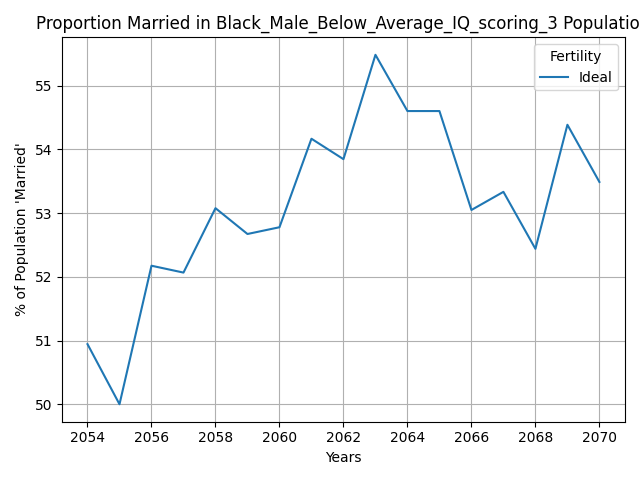 Proportion Married in Black_Male_Below_Average_IQ_scoring_3 Populatio
Fertility
Ideal
% of Population 'Married'
55
54
53
52
51
50
2054 2056 2058 2060 2062 2064 2066 2068 2070
Years